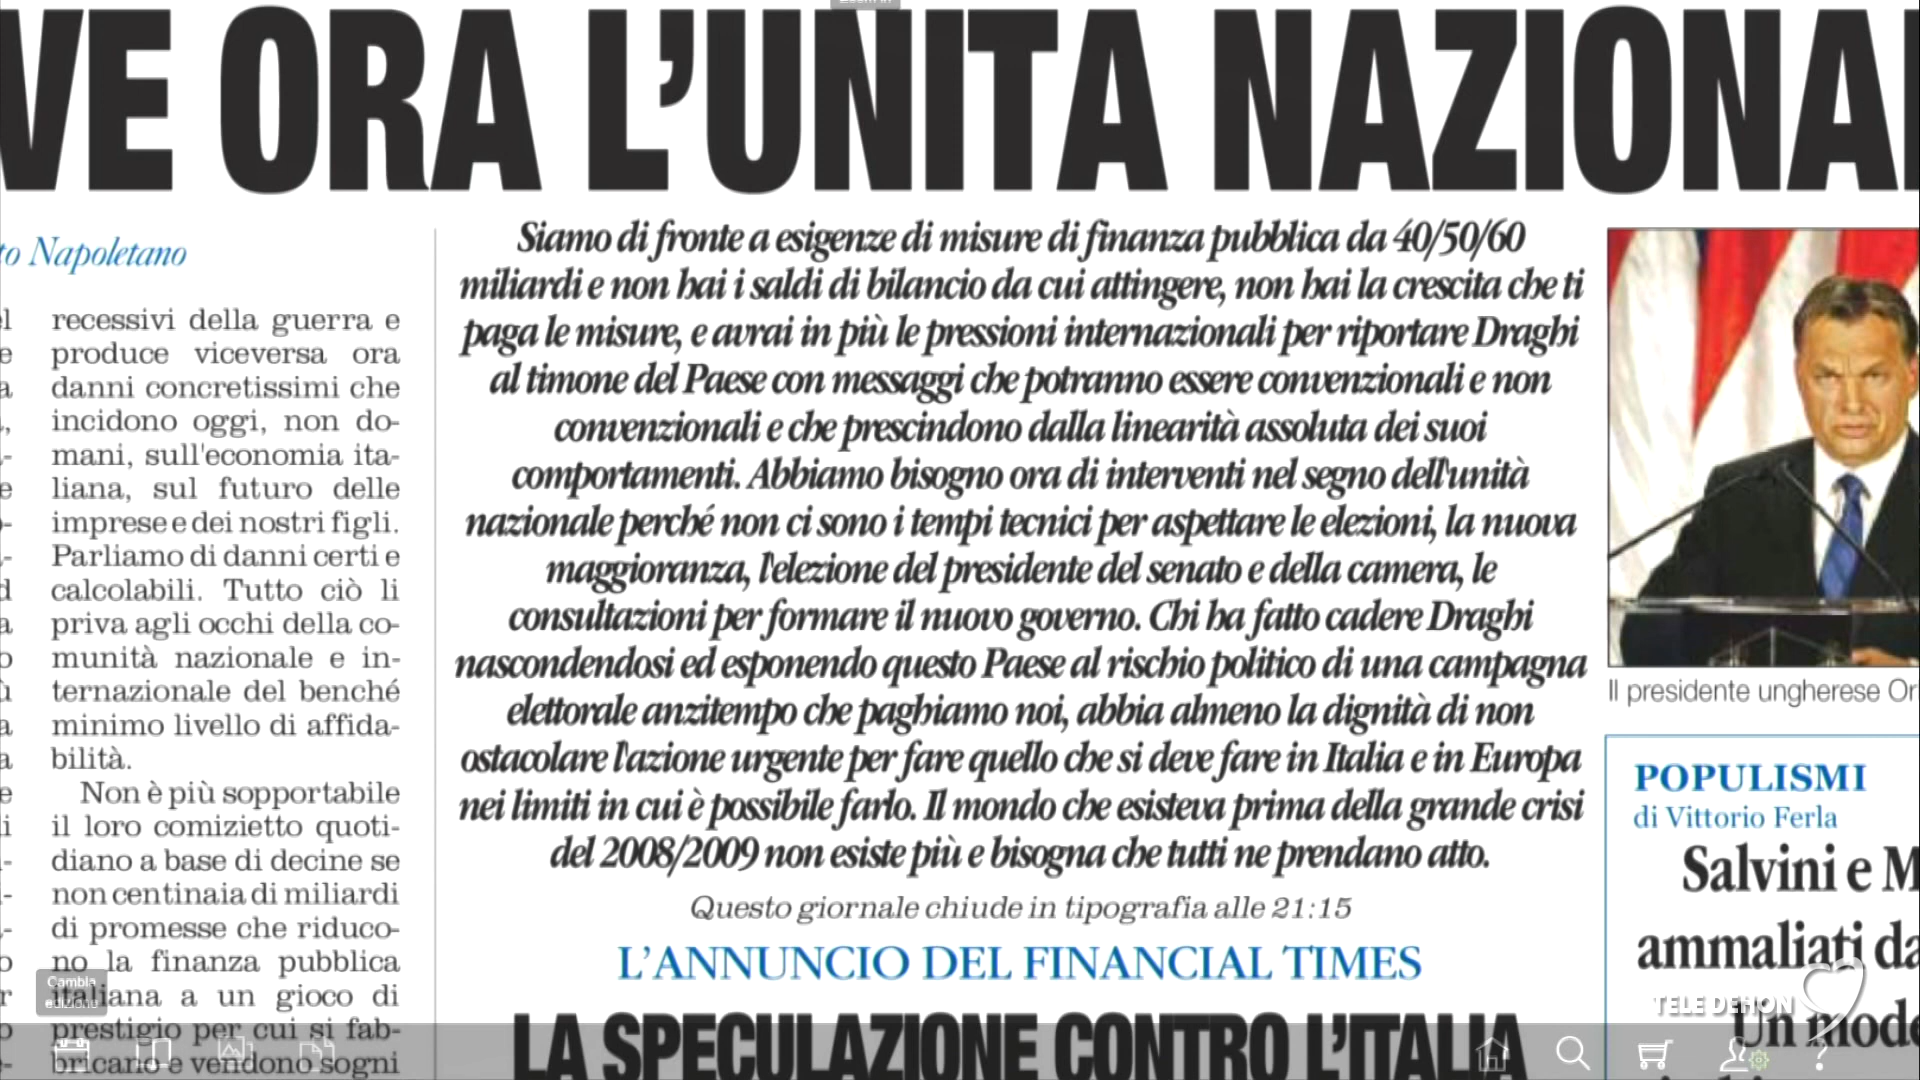 VE ORA L'UNITA NAZIONA
to Napoletano
recessivi della guerra e
produce viceversa ora
danni concretissimi che
incidono oggi, non do-
mani, sull'economia ita-
liana, sul futuro delle
imprese e dei nostri figli.
Parliamo di danni certi e
calcolabili. Tutto ciò li
priva agli occhi della co-
munità nazionale e in-
ternazionale del benché
minimo livello di affida-
bilità.
Non è più sopportabile
il loro comizietto quoti-
diano a base di decine se
non centinaia di miliardi
di promesse che riduco-
no la finanza pubblica
italiana a un gioco di
prestigio per cui si fab-
bricano e vendono sogni
Siamo di fronte a esigenze di misure di finanza pubblica da 40/50/60
miliardi e non hai i saldi di bilancio da cui attingere, non hai la crescita che ti
paga le misure, e avrai in più le pressioni internazionali per riportare Draghi
al timone del Paese con messaggi che potranno essere convenzionali e non
convenzionali e che prescindono dalla linearità assoluta dei suoi
comportamenti. Abbiamo bisogno ora di interventi nel segno dell'unità
nazionale perché non ci sono i tempi tecnici per aspettare le elezioni, la nuova
maggioranza, l'elezione del presidente del senato e della camera, le
consultazioni per formare il nuovo governo. Chi ha fatto cadere Draghi
nascondendosi ed esponendo questo Paese al rischio politico di una campagna
elettorale anzitempo che paghiamo noi, abbia almeno la dignità di non
ostacolare l'azione urgente per fare quello che si deve fare in Italia e in Europa
nei limiti in cui è possibile farlo. Il mondo che esisteva prima della grande crisi
del 2008/2009 non esiste più e bisogna che tutti ne prendano atto.
Questo giornale chiude in tipografia alle 21:15
L'ANNUNCIO DEL FINANCIAL TIMES
LA SPECULAZIONE CONTRO L'ITALIA
Il presidente ungherese Or
POPULISMI
di Vittorio Ferla
Salvini e M
ammaliati da
Un mode
Cambia
edizione
TELE DEHON